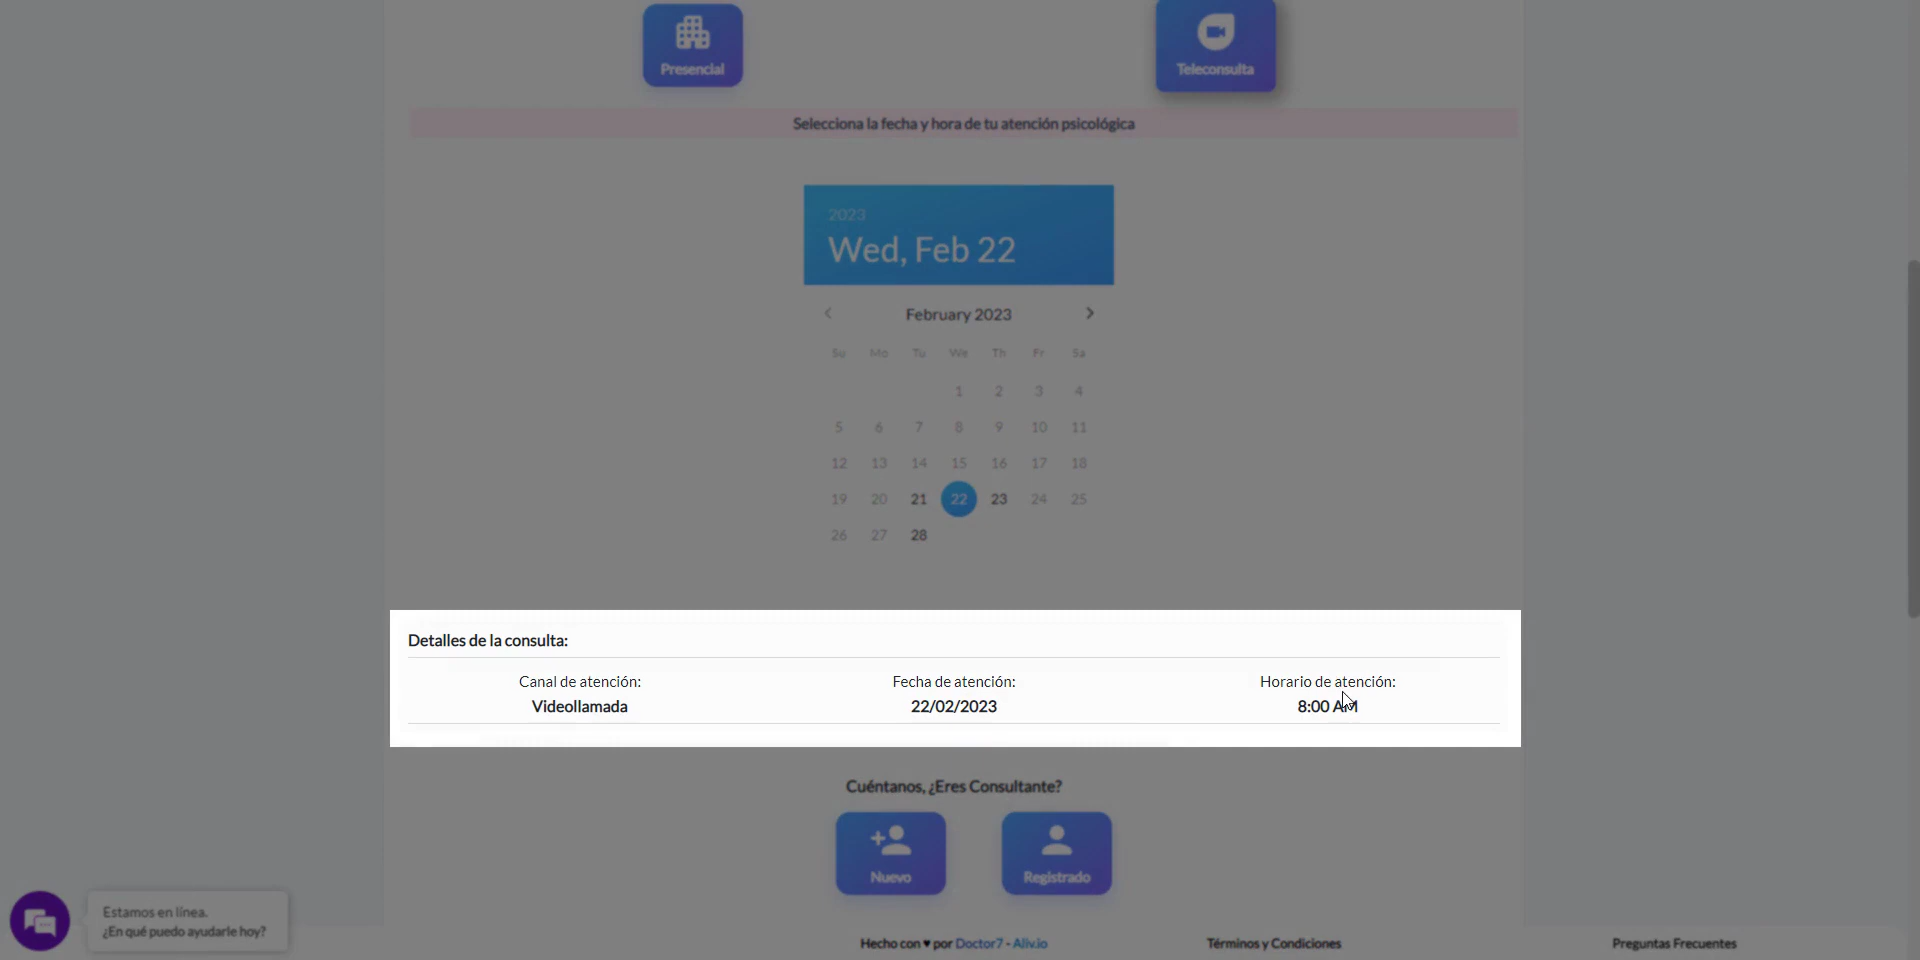 Presencial
Teleconsulta
Selecciona la fecha y hora de tu atención psicológica
2023
Wed, Feb 22
February 2023
Su Mo Tu We Th Fr Sa
1 2 3 4
5 6 7 8 9 10 11
12 13 14 15 16 17 18
19 20 21 22 23 24 25
26 27 28
Detalles de la consulta:
Canal de atención: Fecha de atención: Horario de atención:
Videollamada 22/02/2023 8:00 AM
Cuéntanos, ¿Eres Consultante?
Nuevo Registrado
Estamos en línea.
¿En qué puedo ayudarle hoy?
Hecho con ♥ por Doctor7 - Aliv.io Términos y Condiciones Preguntas Frecuentes